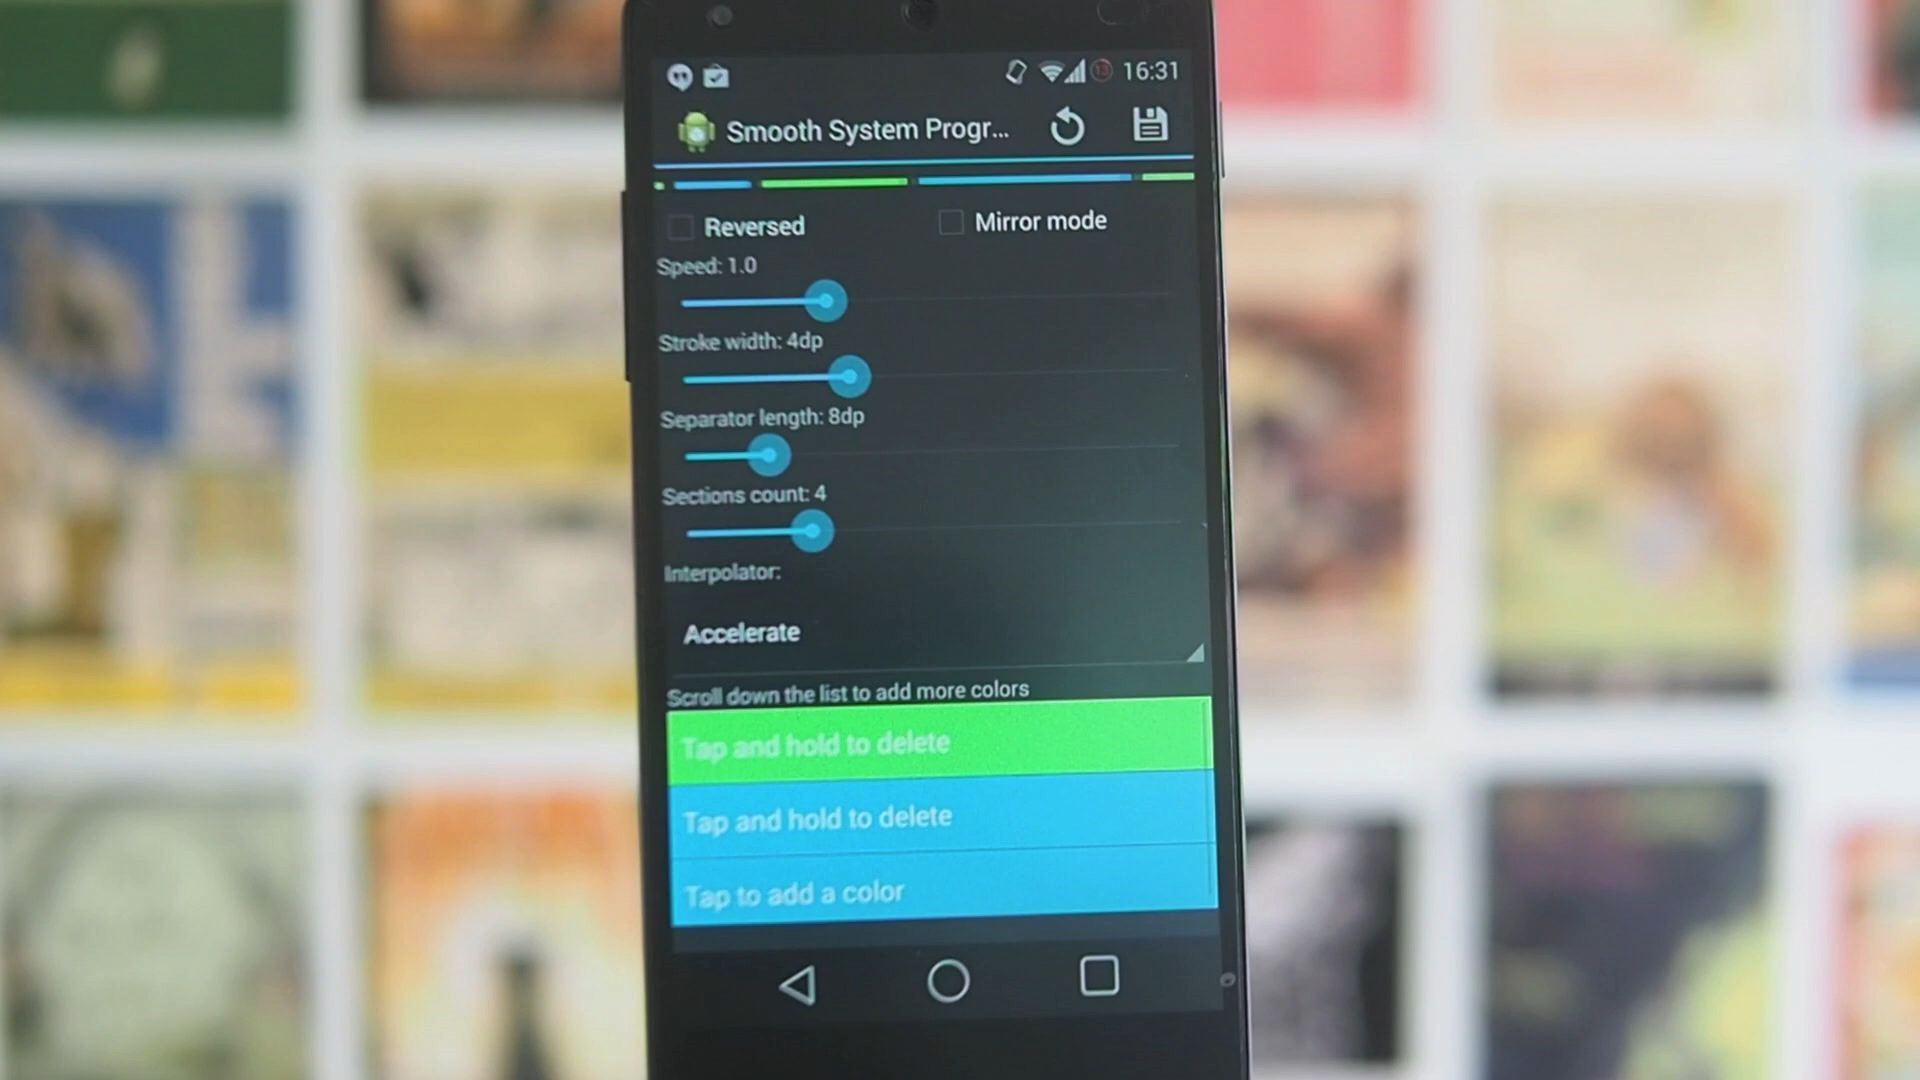 13 16:31
Smooth System Progr...
Reversed Mirror mode
Speed: 1.0
Stroke width: 4dp
Separator length: 8dp
Sections count: 4
Interpolator:
Accelerate
Scroll down the list to add more colors
Tap and hold to delete
Tap and hold to delete
Tap to add a color